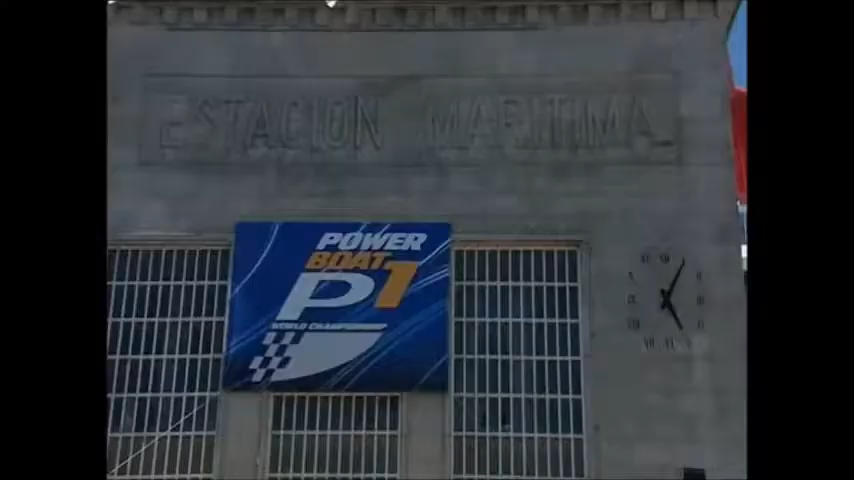 ESTACION MARITIMA
POWER
BOAT
P1
WORLD CHAMPIONSHIP